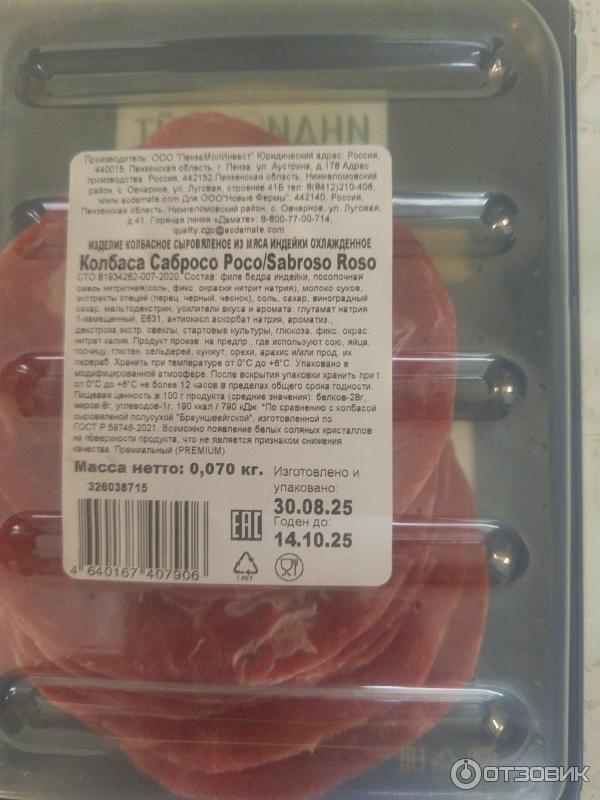 ИНДИ
Производитель: ООО "ПензаМолИнвест" Юридический адрес: Россия,
440015, Пензенская область, г Пенза, ул. Аустрина, д.178 Адрес
производства: Россия, 442152,Пензенская область, Нижнеломовский
район, с. Овчарное, ул. Луговая, строение 41Б тел: 8(8412)210-406,
www.acdamate.com Для ООО"Новые Фермы": 442140, Россия,
Пензенская область, Нижнеломовский район, с. Овчарное, ул. Луговая,
д.41. Горячая линия «Дамате»: 8-800-77-00-714,
quality.zgp@acdamate.com
ИЗДЕЛИЕ КОЛБАСНОЕ СЫРОВЯЛЕНОЕ ИЗ МЯСА ИНДЕЙКИ ОХЛАЖДЕННОЕ
Колбаса Сабросо Росо/Sabroso Roso
СТО 81934262-007-2020. Состав: филе бедра индейки, посолочная
смесь нитритная(соль, фикс. окраски нитрит натрия), молоко сухое,
экстракты специй (перец черный, чеснок), соль, сахар, виноградный
сахар, мальтодекстрин, усилители вкуса и аромата: глутамат натрия
1-замещенный, Е631, антиокисл.аскорбат натрия, ароматиз.,
декстроза,экстр. свеклы, стартовые культуры, глюкоза, фикс. окрас.
нитрат калия. Продукт произв. на предпр., где используют сою, яйца,
горчицу, глютен, сельдерей, кунжут, орехи, арахис и/или прод. их
перераб. Хранить при температуре от 0°С до +6°С. Упаковано в
модифицированной атмосфере. После вскрытия упаковки хранить при t
от 0°С до +6°С не более 12 часов в пределах общего срока годности.
Пищевая ценность в 100 г продукта (средние значения): белков-28г,
жиров-8г, углеводов-1г, 190 ккал / 790 кДж. *По сравнению с колбасой
сыровяленой полусухой "Брауншвейгской", изготовленной по
ГОСТ Р 59746-2021. Возможно появление белых соляных кристаллов
на поверхности продукта, что не является признаком снижения
качества. Премиальный (PREMIUM)
Масса нетто: 0,070 кг.
326038715
Изготовлено и
упаковано:
30.08.25
Годен до:
14.10.25
EAC
4 640167 407906
ОТЗОВИК